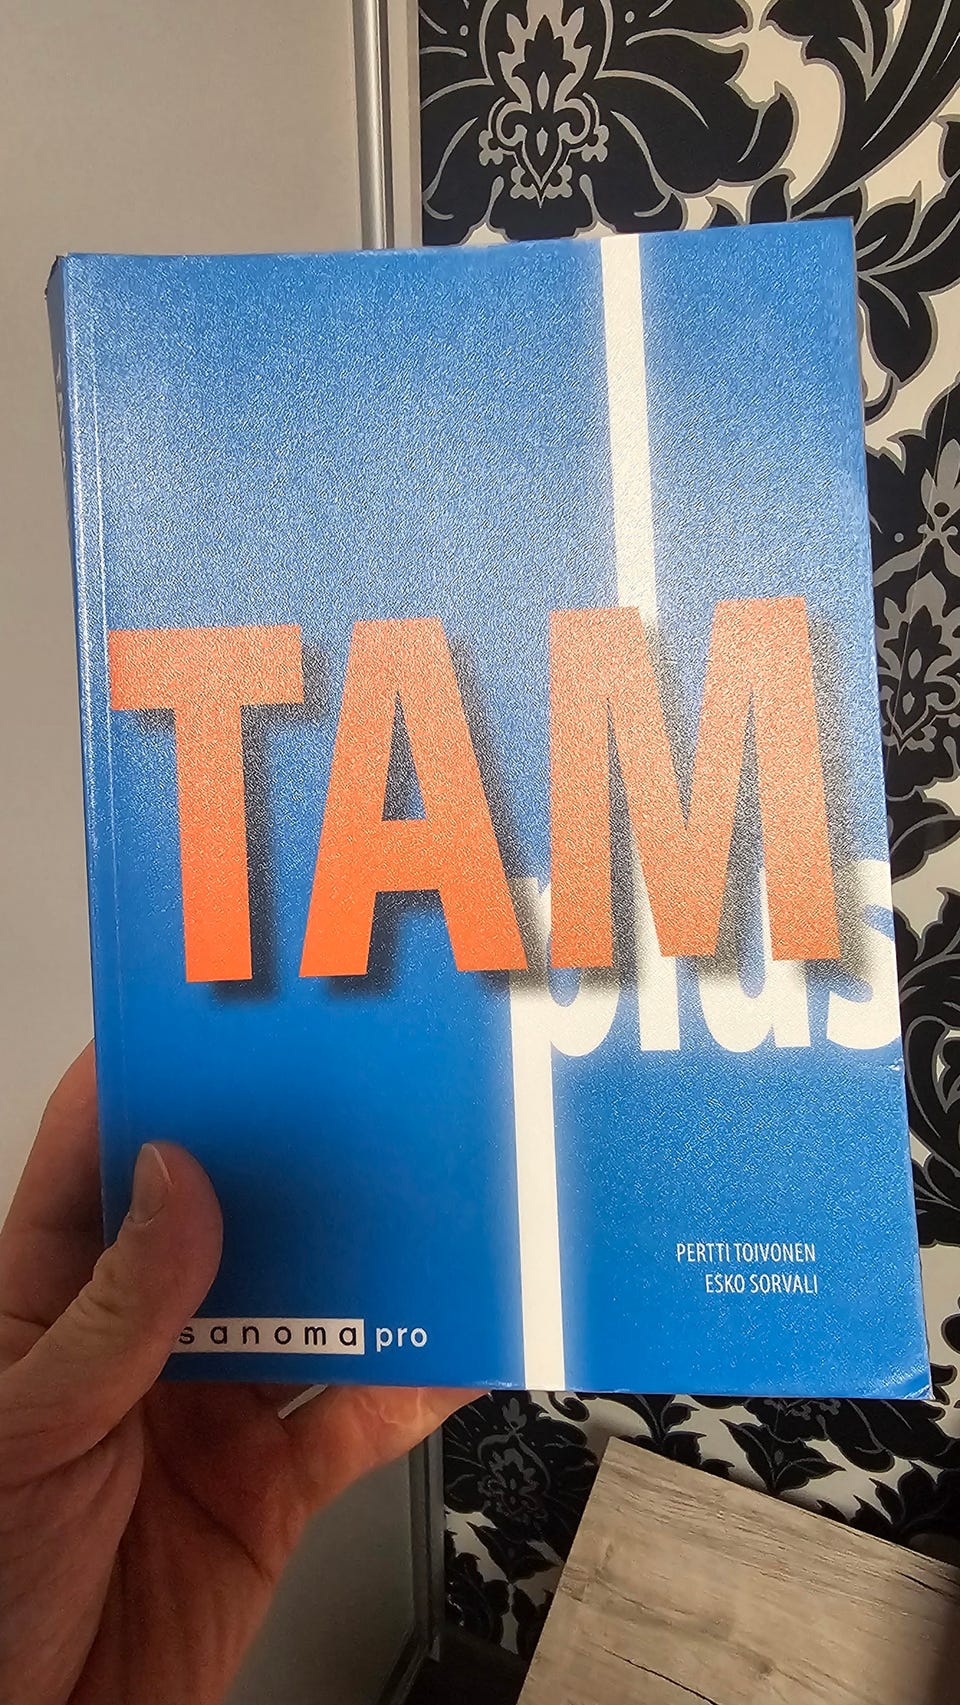 TAM
plus
PERTTI TOIVONEN
ESKO SORVALI
sanoma pro